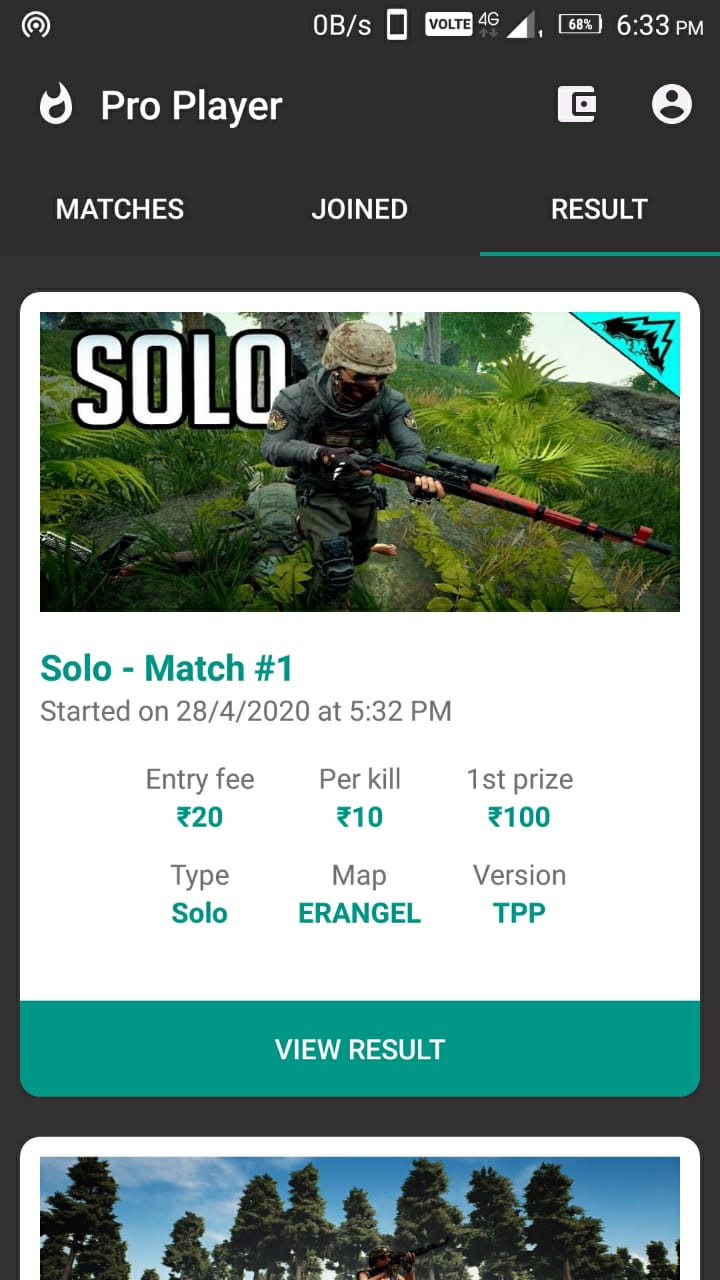 0B/s VOLTE 4G 68% 6:33 PM
Pro Player
MATCHES JOINED RESULT
SOLO
Solo - Match #1
Started on 28/4/2020 at 5:32 PM
Entry fee Per kill 1st prize
₹20 ₹10 ₹100
Type Map Version
Solo ERANGEL TPP
VIEW RESULT